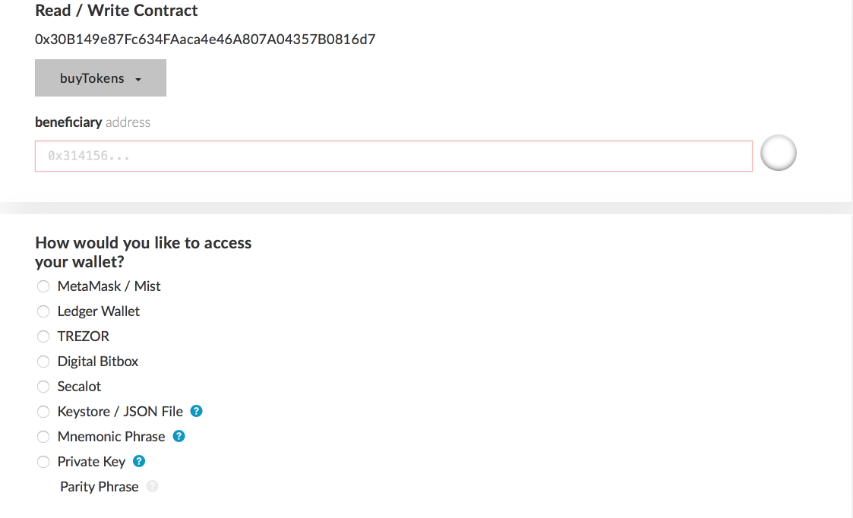 Read / Write Contract
0x30B149e87Fc634FAaca4e46A807A04357B0816d7
buyTokens
beneficiary address
0x314156...
How would you like to access
your wallet?
MetaMask / Mist
Ledger Wallet
TREZOR
Digital Bitbox
Secalot
Keystore / JSON File ?
Mnemonic Phrase ?
Private Key ?
Parity Phrase ?